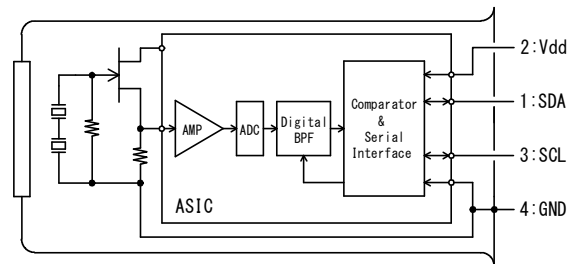 2:Vdd
1:SDA
3:SCL
4:GND
AMP
ADC
Digital
BPF
Comparator
&
Serial
Interface
ASIC